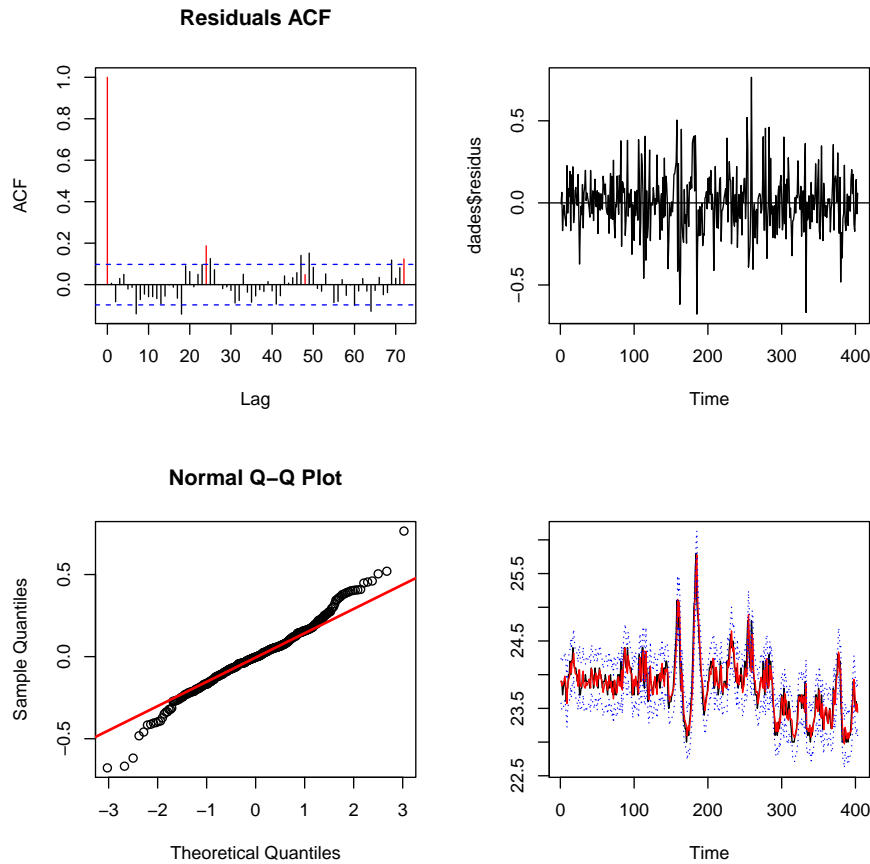 Residuals ACF
ACF
1.0
0.8
0.6
0.4
0.2
0.0
0 10 20 30 40 50 60 70
Lag
dades$residus
0.5
0.0
−0.5
0 100 200 300 400
Time
Normal Q−Q Plot
Sample Quantiles
0.5
0.0
−0.5
−3 −2 −1 0 1 2 3
Theoretical Quantiles
25.5
24.5
23.5
22.5
0 100 200 300 400
Time